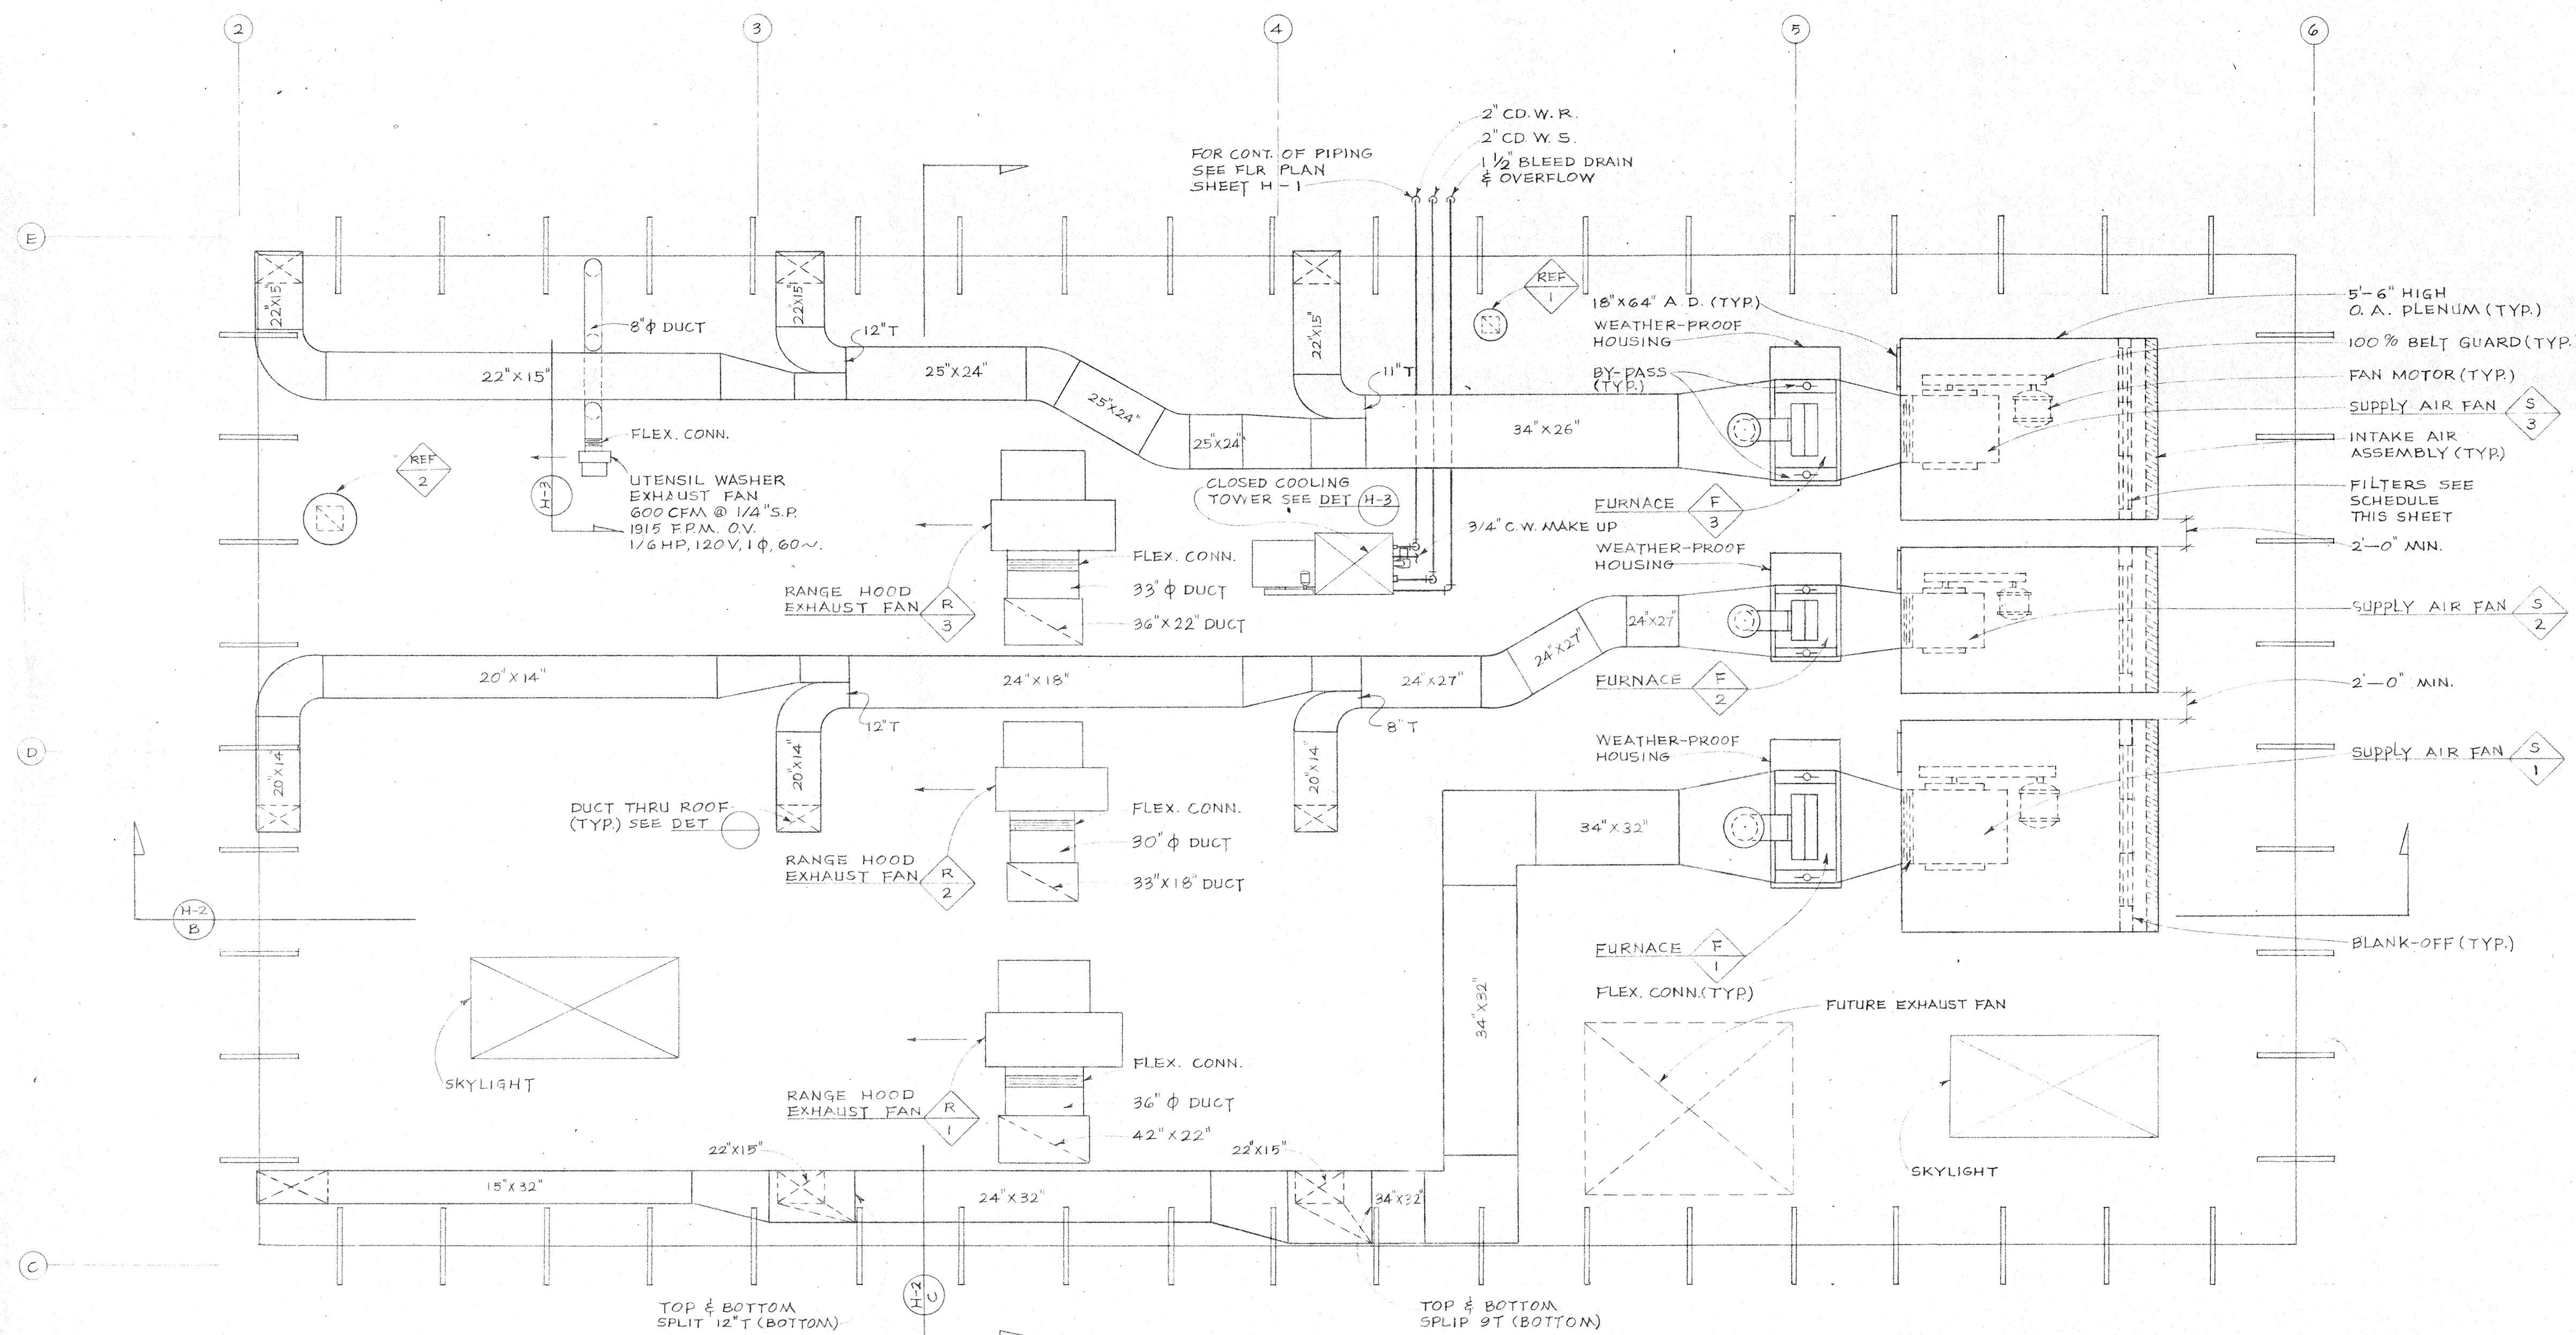 2
3
4
5
6
2" CD. W. R.
2" CD. W. S.
1 1/2" BLEED DRAIN
& OVERFLOW
FOR CONT. OF PIPING
SEE FLR PLAN
SHEET H-1
E
REF
1
22"X15"
22"X15"
22"X15"
8"φ DUCT
12"T
18"X64" A.D. (TYP.)
WEATHER-PROOF
HOUSING
BY-PASS
(TYP.)
5'-6" HIGH
O. A. PLENUM (TYP.)
100% BELT GUARD (TYP.
FAN MOTOR (TYP.)
SUPPLY AIR FAN
S
3
INTAKE AIR
ASSEMBLY (TYP.)
FILTERS SEE
SCHEDULE
THIS SHEET
2'-0" MIN.
22"X15"
25"X24"
25"X24"
25"X24"
11"T
34"X26"
FLEX. CONN.
REF
2
H-3
UTENSIL WASHER
EXHAUST FAN
600 CFM @ 1/4" S.P.
1915 F.P.M. O.V.
1/6 HP, 120V, 1φ, 60~.
CLOSED COOLING
TOWER SEE DET
H-3
FURNACE
F
3
3/4" C.W. MAKE UP
WEATHER-PROOF
HOUSING
RANGE HOOD
EXHAUST FAN
R
3
FLEX. CONN.
33"φ DUCT
36"X22" DUCT
SUPPLY AIR FAN
S
2
20"X14"
24"X18"
24"X27"
24"X27"
24"X27"
FURNACE
F
2
2'-0" MIN.
12"T
8"T
D
20"X14"
20"X14"
20"X14"
WEATHER-PROOF
HOUSING
SUPPLY AIR FAN
S
1
DUCT THRU ROOF
(TYP.) SEE DET
RANGE HOOD
EXHAUST FAN
R
2
FLEX. CONN.
30"φ DUCT
33"X18" DUCT
34"X32"
H-2
B
FURNACE
F
1
FLEX. CONN. (TYP.)
BLANK-OFF (TYP.)
34"X32"
FUTURE EXHAUST FAN
SKYLIGHT
RANGE HOOD
EXHAUST FAN
R
1
FLEX. CONN.
36"φ DUCT
42"X22"
SKYLIGHT
22"X15"
22"X15"
15"X32"
24"X32"
34"X32"
C
H-2
C
TOP & BOTTOM
SPLIT 12"T (BOTTOM)
TOP & BOTTOM
SPLIP 9T (BOTTOM)